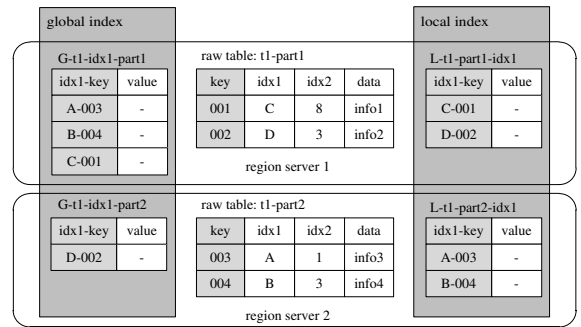 global index
local index
G-t1-idx1-part1
idx1-key value
A-003 -
B-004 -
C-001 -
raw table: t1-part1
key idx1 idx2 data
001 C 8 info1
002 D 3 info2
L-t1-part1-idx1
idx1-key value
C-001 -
D-002 -
region server 1
G-t1-idx1-part2
idx1-key value
D-002 -
raw table: t1-part2
key idx1 idx2 data
003 A 1 info3
004 B 3 info4
L-t1-part2-idx1
idx1-key value
A-003 -
B-004 -
region server 2